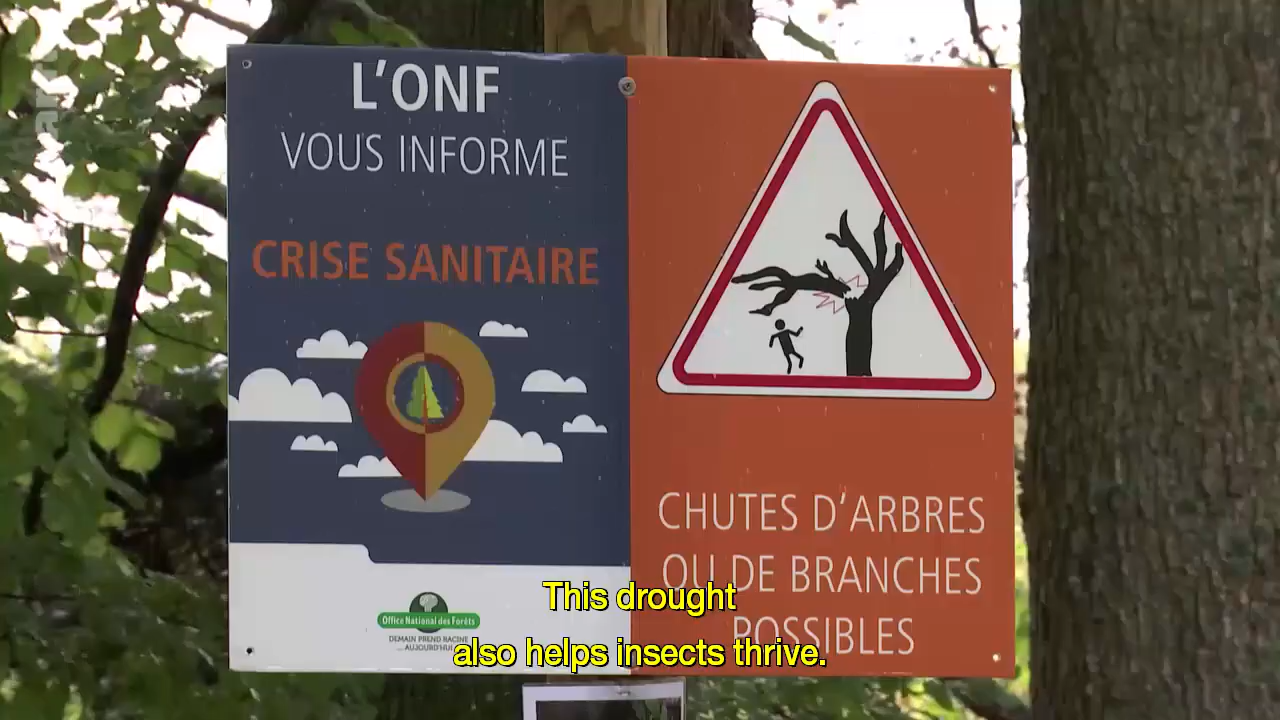 arte
L'ONF
VOUS INFORME
CRISE SANITAIRE
Office National des Forêts
DEMAIN PREND RACINE
... AUJOURD'HUI
CHUTES D'ARBRES
OU DE BRANCHES
POSSIBLES
This drought
also helps insects thrive.